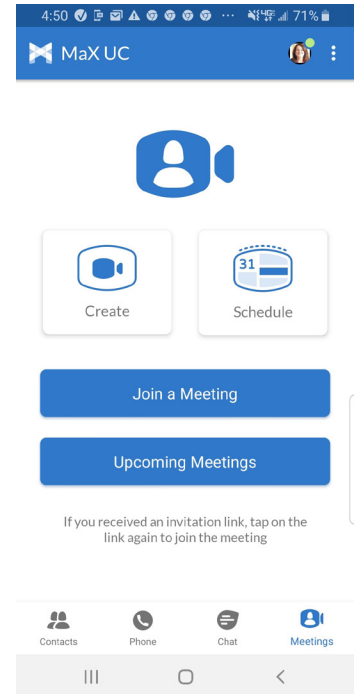 4:50 71%
MaX UC
Create
31
Schedule
Join a Meeting
Upcoming Meetings
If you received an invitation link, tap on the
link again to join the meeting
Contacts Phone Chat Meetings